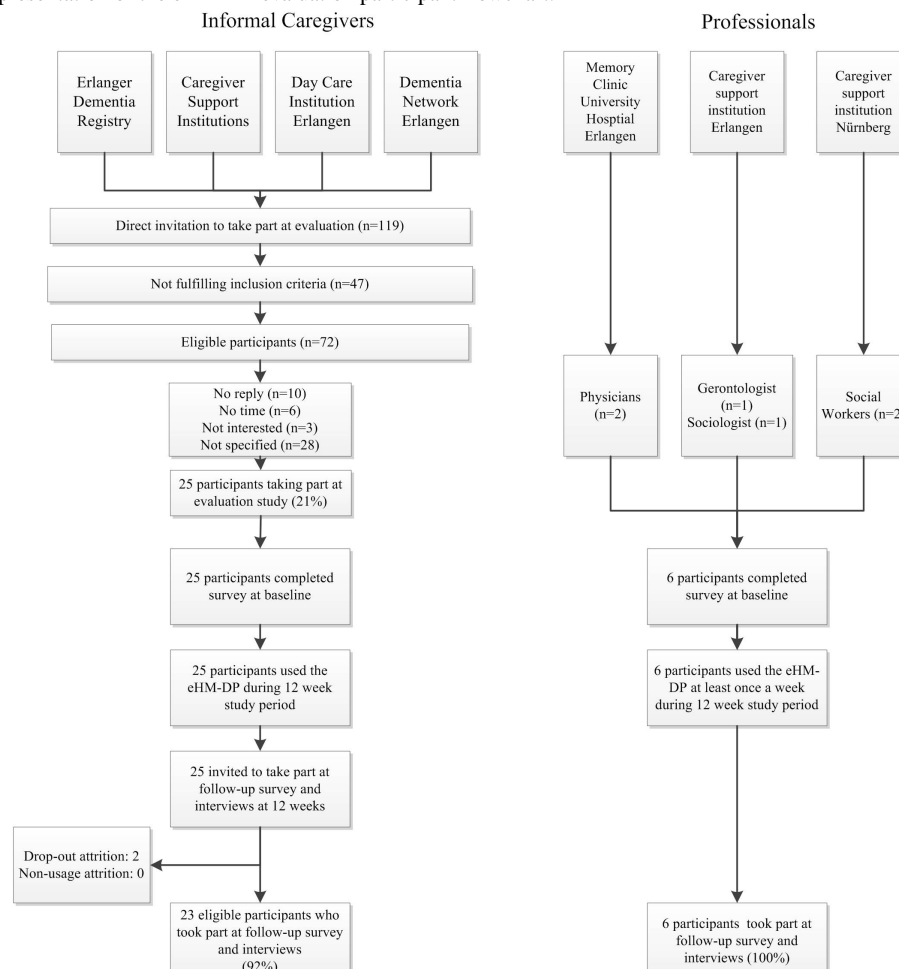 Informal Caregivers
Professionals
Erlanger
Dementia
Registry
Caregiver
Support
Institutions
Day Care
Institution
Erlangen
Dementia
Network
Erlangen
Memory
Clinic
University
Hosptial
Erlangen
Caregiver
support
institution
Erlangen
Caregiver
support
institution
Nürnberg
Direct invitation to take part at evaluation (n=119)
Not fulfilling inclusion criteria (n=47)
Eligible participants (n=72)
No reply (n=10)
No time (n=6)
Not interested (n=3)
Not specified (n=28)
Physicians
(n=2)
Gerontologist
(n=1)
Sociologist (n=1)
Social
Workers (n=2
25 participants taking part at
evaluation study (21%)
25 participants completed
survey at baseline
6 participants completed
survey at baseline
25 participants used the
eHM-DP during 12 week
study period
6 participants used the eHM-
DP at least once a week
during 12 week study period
25 invited to take part at
follow-up survey and
interviews at 12 weeks
Drop-out attrition: 2
Non-usage attrition: 0
23 eligible participants who
took part at follow-up survey
and interviews
(92%)
6 participants took part at
follow-up survey and
interviews (100%)